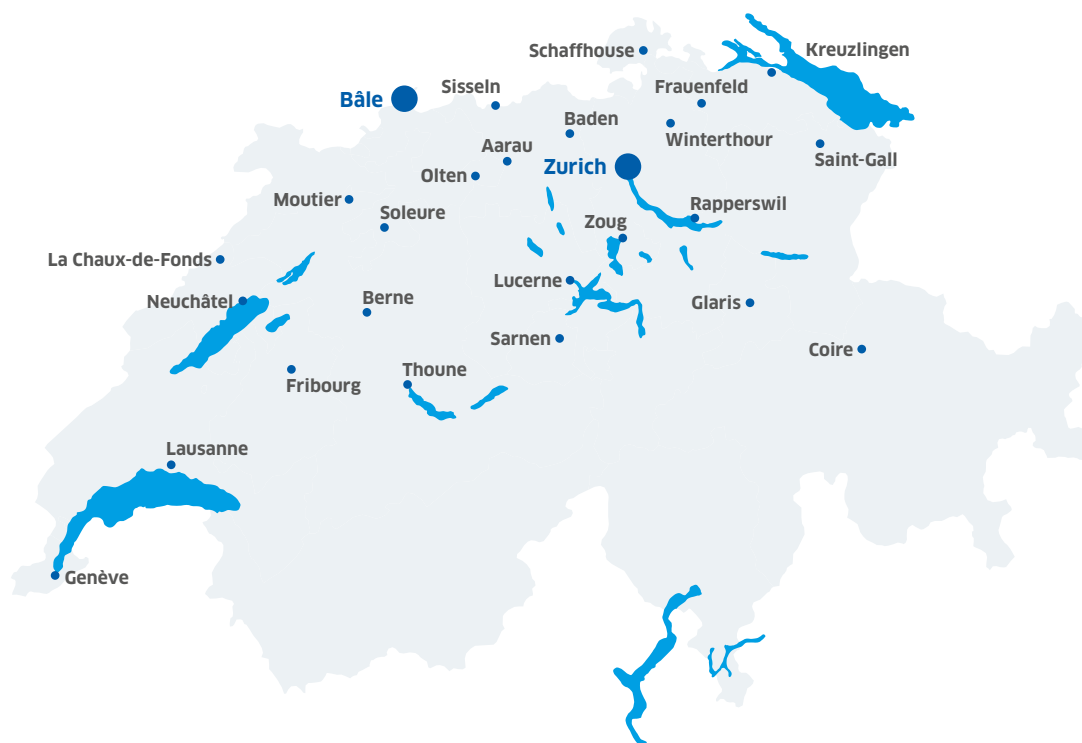 Schaffhouse
Kreuzlingen
Sisseln
Frauenfeld
Bâle
Baden
Winterthour
Aarau
Saint-Gall
Zurich
Olten
Moutier
Rapperswil
Soleure
Zoug
La Chaux-de-Fonds
Lucerne
Neuchâtel
Berne
Glaris
Sarnen
Coire
Thoune
Fribourg
Lausanne
Genève